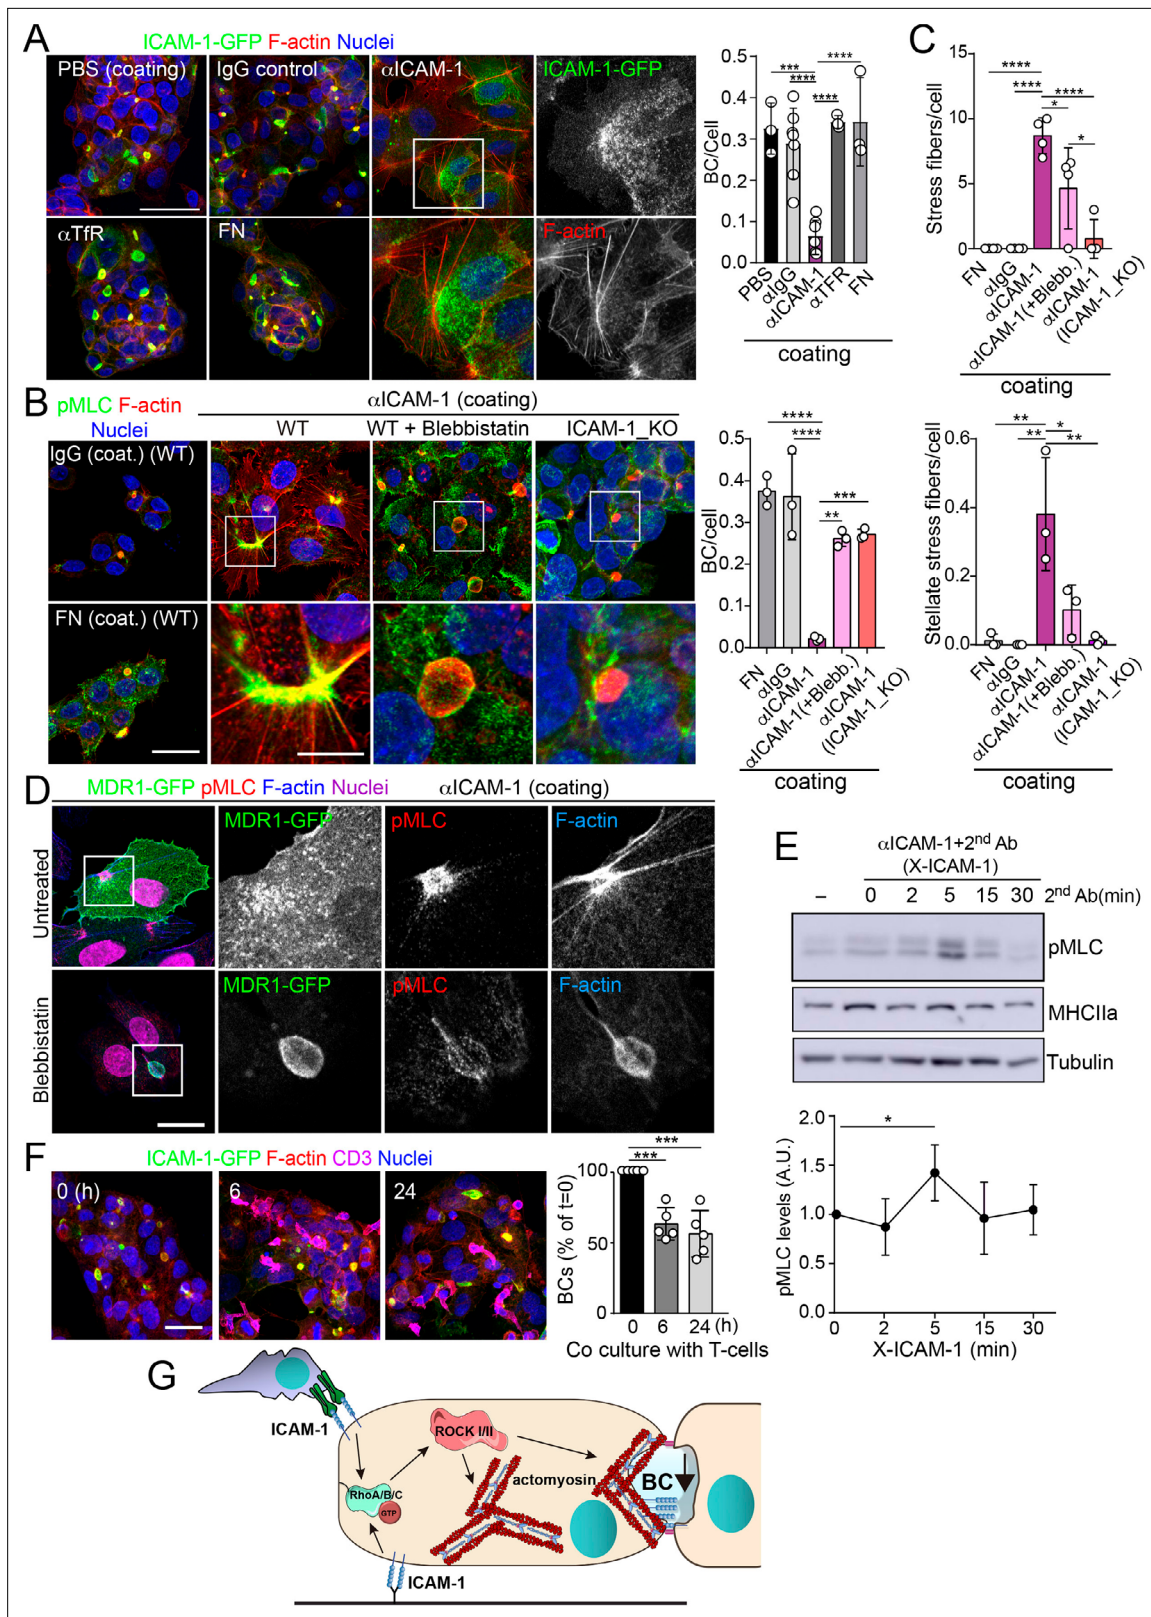 A
ICAM-1-GFP F-actin Nuclei
PBS (coating)
IgG control
αICAM-1
ICAM-1-GFP
αTfR
FN
F-actin
BC/Cell
0.4
0.3
0.2
0.1
0.0
*** **** **** ****
PBS
αIgG
αICAM-1
αTFR
FN
coating
C
Stress fibers/cell
15
10
5
0
**** **** **** * *
FN
αIgG
αICAM-1
αICAM-1(+Blebb.)
αICAM-1
(ICAM-1_KO)
coating
B
pMLC F-actin
Nuclei
αICAM-1 (coating)
IgG (coat.) (WT)
WT
WT + Blebbistatin
ICAM-1_KO
FN (coat.) (WT)
BC/cell
0.5
0.4
0.3
0.2
0.1
0.0
****
****
***
**
FN
αIgG
αICAM-1
αICAM-1(+Blebb.)
αICAM-1
(ICAM-1_KO)
coating
Stellate stress fibers/cell
0.6
0.4
0.2
0.0
** * ** **
FN
αIgG
αICAM-1
αICAM-1(+Blebb.)
αICAM-1
(ICAM-1_KO)
coating
D
MDR1-GFP pMLC F-actin Nuclei
αICAM-1 (coating)
Untreated
MDR1-GFP
pMLC
F-actin
Blebbistatin
MDR1-GFP
pMLC
F-actin
E
αICAM-1+2nd Ab
(X-ICAM-1)
– 0 2 5 15 30 2nd Ab(min)
pMLC
MHCIIa
Tubulin
pMLC levels (A.U.)
2.0
1.5
1.0
0.5
0.0
*
0 2 5 15 30
X-ICAM-1 (min)
F
ICAM-1-GFP F-actin CD3 Nuclei
0 (h)
6
24
BCs (% of t=0)
100
50
0
***
***
0 6 24 (h)
Co culture with T-cells
G
ICAM-1
ROCK I/II
RhoA/B/C
GTP
actomyosin
BC
ICAM-1